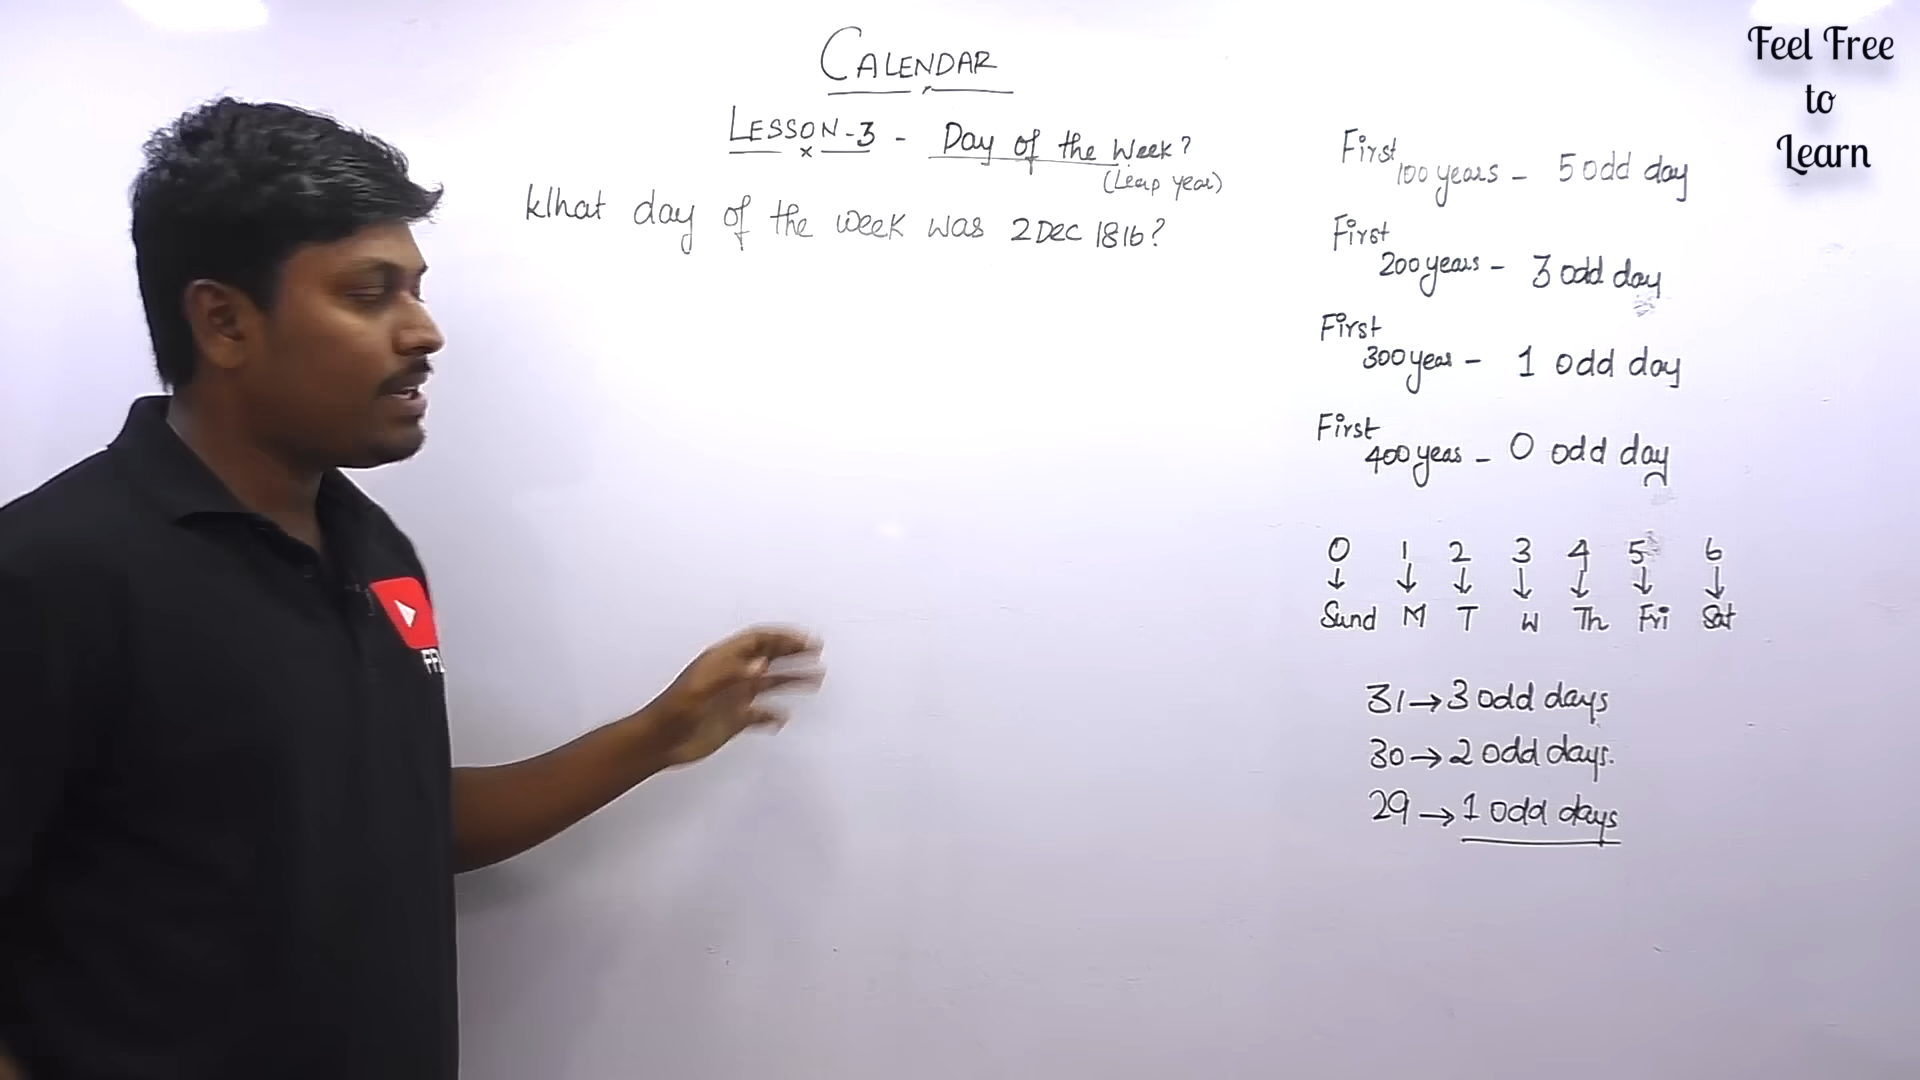 CALENDAR
LESSON-3 - Day of the Week?
(Leap year)
What day of the week was 2 Dec 1816?
Feel Free
to
Learn
First
100 years - 5 odd day
First
200 years - 3 odd day
First
300 year - 1 odd day
First
400 yeas - 0 odd day
0 1 2 3 4 5 6
Sund M T W Th Fri Sat
31 → 3 odd days
30 → 2 odd days.
29 → 1 odd days